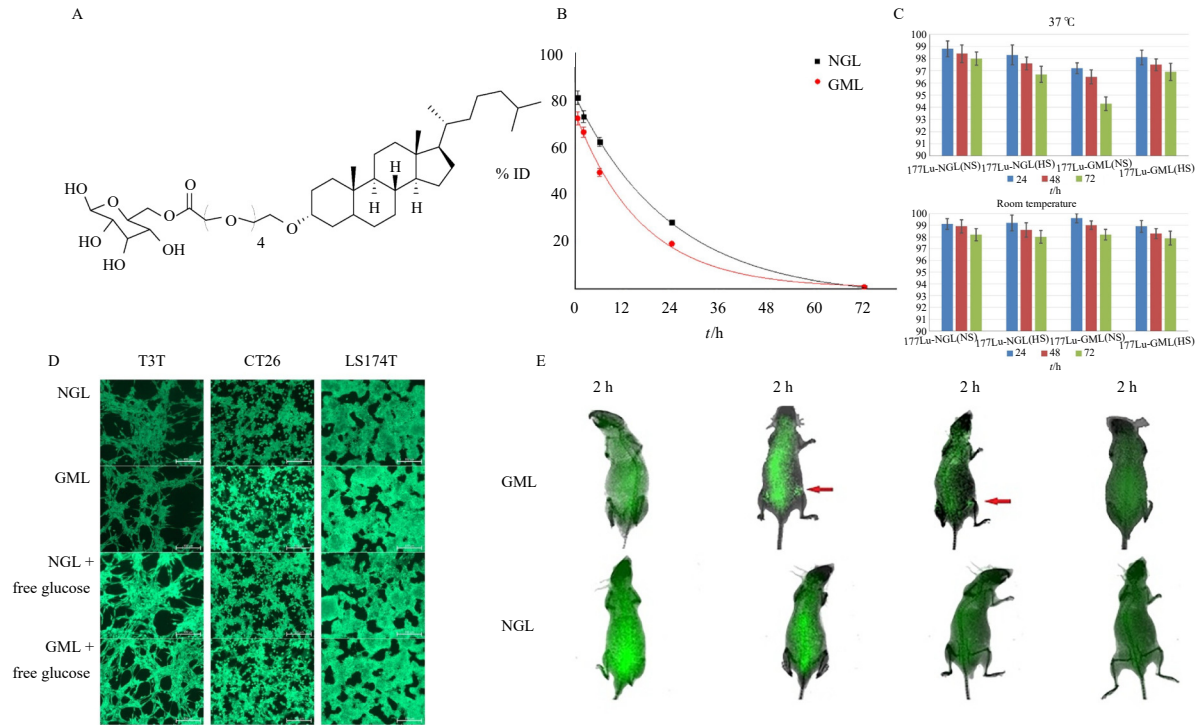 A
HO
HO
HO
OH
O
O
O
O
4
O
H
H
H
H
B
100
80
60
40
20
% ID
NGL
GML
0 12 24 36 48 60 72
t/h
C
37 ℃
100
99
98
97
96
95
94
93
92
91
90
177Lu-NGL(NS) 177Lu-NGL(HS) 177Lu-GML(NS) 177Lu-GML(HS)
24 48 72
t/h
Room temperature
100
99
98
97
96
95
94
93
92
91
90
177Lu-NGL(NS) 177Lu-NGL(HS) 177Lu-GML(NS) 177Lu-GML(HS)
24 48 72
t/h
D
T3T CT26 LS174T
NGL
GML
NGL +
free glucose
GML +
free glucose
E
2 h 2 h 2 h 2 h
GML
NGL